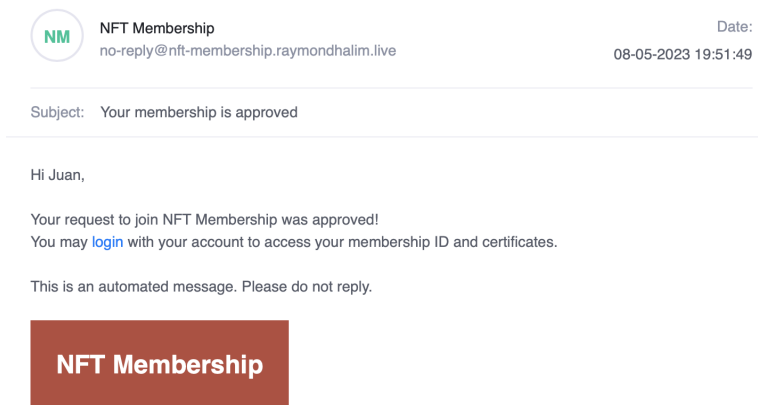 NM
NFT Membership
no-reply@nft-membership.raymondhalim.live
Date:
08-05-2023 19:51:49
Subject: Your membership is approved
Hi Juan,
Your request to join NFT Membership was approved!
You may login with your account to access your membership ID and certificates.
This is an automated message. Please do not reply.
NFT Membership